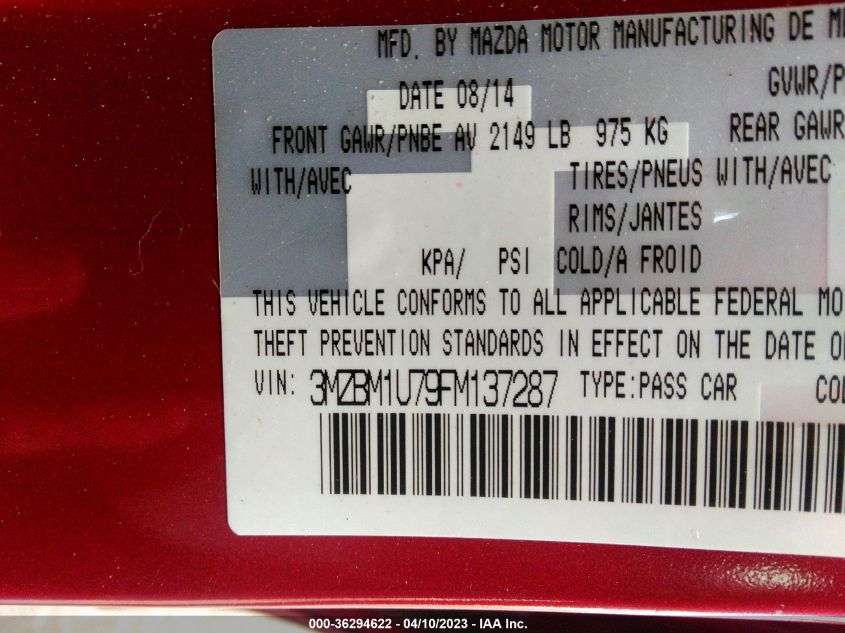 MFD. BY MAZDA MOTOR MANUFACTURING DE
DATE 08/14 GVWR/P
FRONT GAWR/PNBE AV 2149 LB 975 KG REAR GAWR
WITH/AVEC TIRES/PNEUS WITH/AVEC
RIMS/JANTES
KPA/ PSI COLD/A FROID
THIS VEHICLE CONFORMS TO ALL APPLICABLE FEDERAL MO
THEFT PREVENTION STANDARDS IN EFFECT ON THE DATE O
VIN: 3MZBM1U79FM137287 TYPE:PASS CAR COL
000-36294622 - 04/10/2023 - IAA Inc.